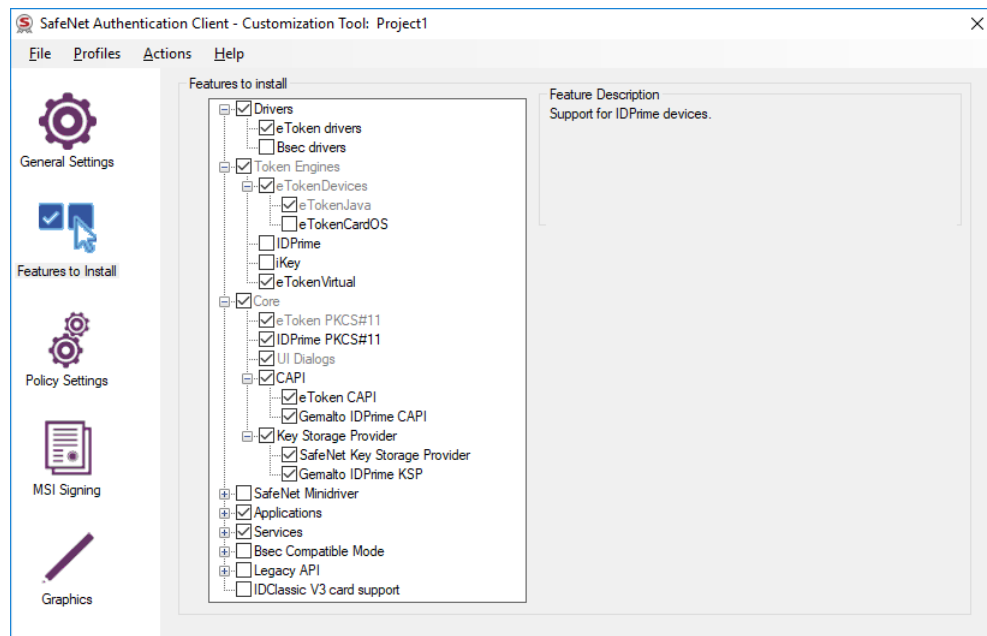 SafeNet Authentication Client - Customization Tool: Project1
File Profiles Actions Help
General Settings
Features to Install
Policy Settings
MSI Signing
Graphics
Features to install
Drivers
eToken drivers
Bsec drivers
Token Engines
eTokenDevices
eTokenJava
eTokenCardOS
IDPrime
iKey
eTokenVirtual
Core
eToken PKCS#11
IDPrime PKCS#11
UI Dialogs
CAPI
eToken CAPI
Gemalto IDPrime CAPI
Key Storage Provider
SafeNet Key Storage Provider
Gemalto IDPrime KSP
SafeNet Minidriver
Applications
Services
Bsec Compatible Mode
Legacy API
IDClassic V3 card support
Feature Description
Support for IDPrime devices.